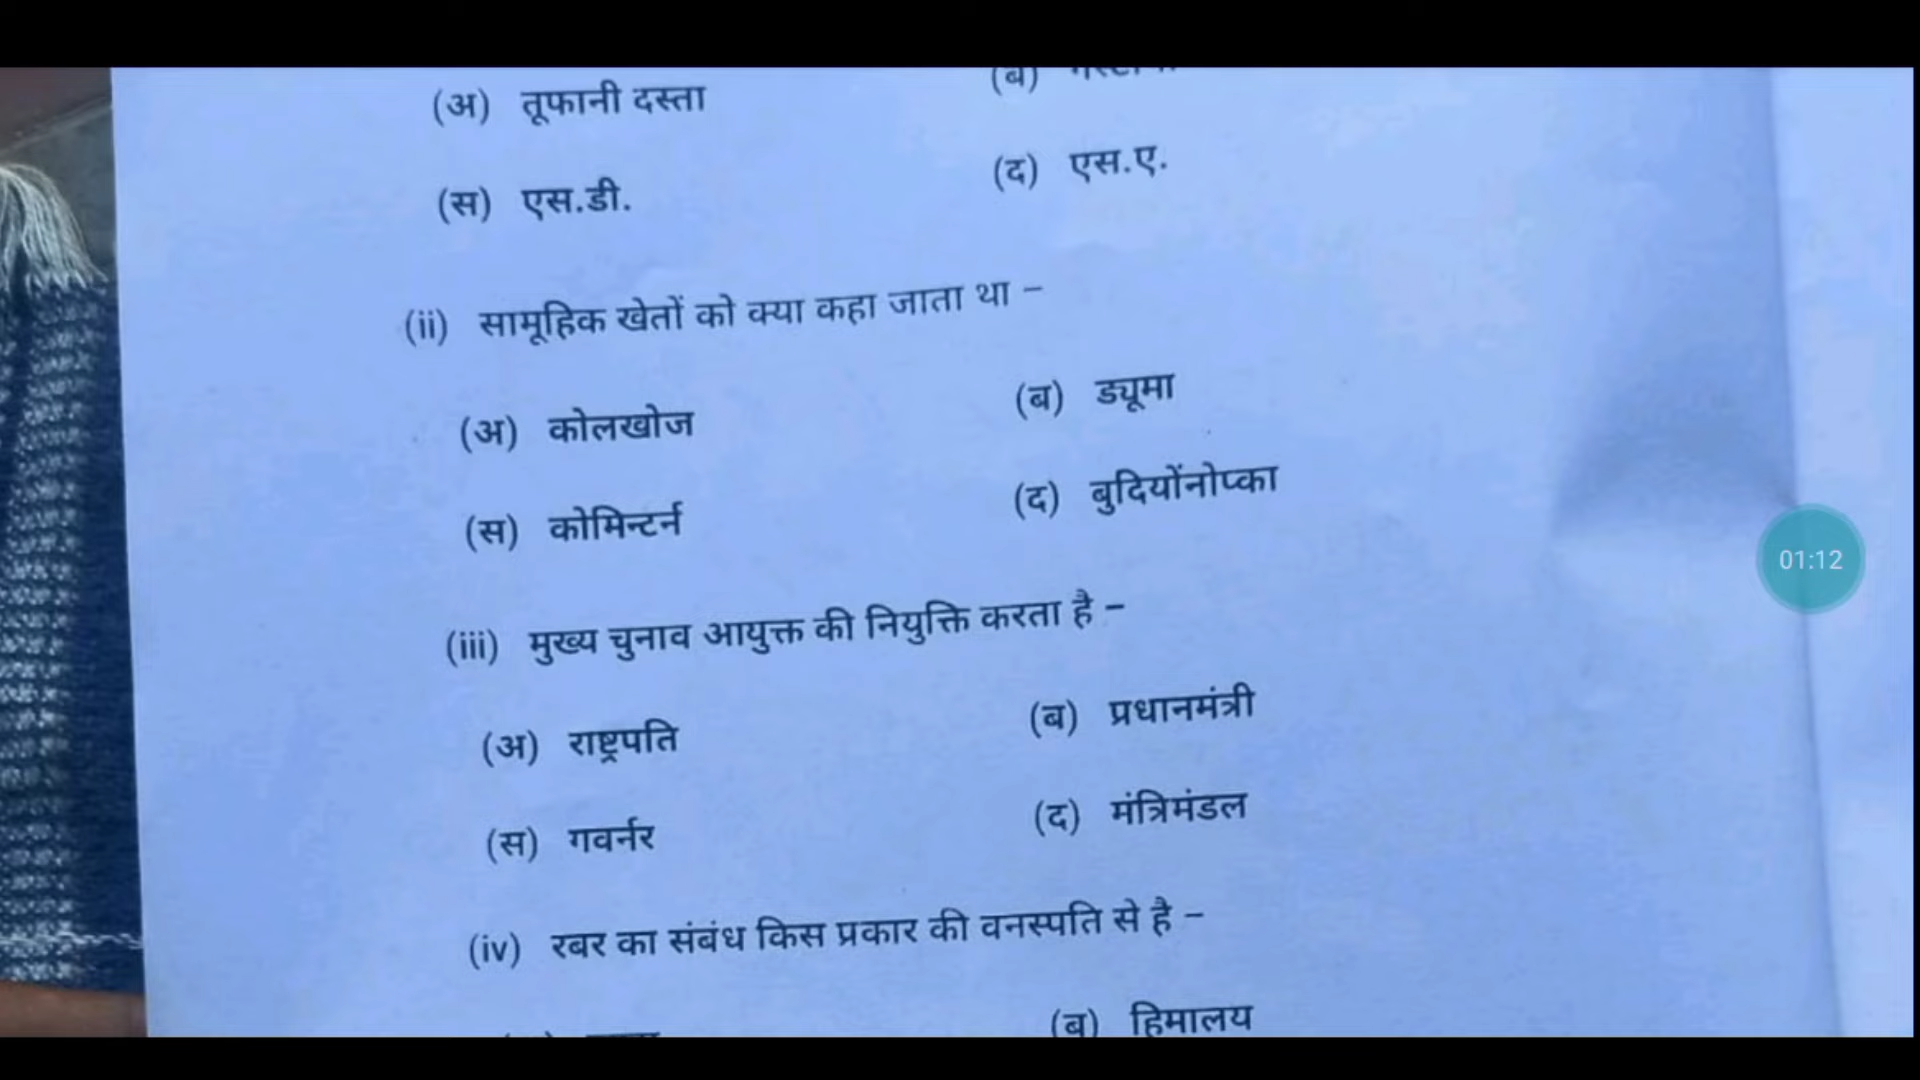 (अ) तूफानी दस्ता (ब)
(स) एस.डी. (द) एस.ए.
(ii) सामूहिक खेतों को क्या कहा जाता था –
(अ) कोलखोज (ब) ड्यूमा
(स) कोमिन्टर्न (द) बुदियोंनोप्का
(iii) मुख्य चुनाव आयुक्त की नियुक्ति करता है –
(अ) राष्ट्रपति (ब) प्रधानमंत्री
(स) गवर्नर (द) मंत्रिमंडल
(iv) रबर का संबंध किस प्रकार की वनस्पति से है –
(ब) हिमालय
01:12